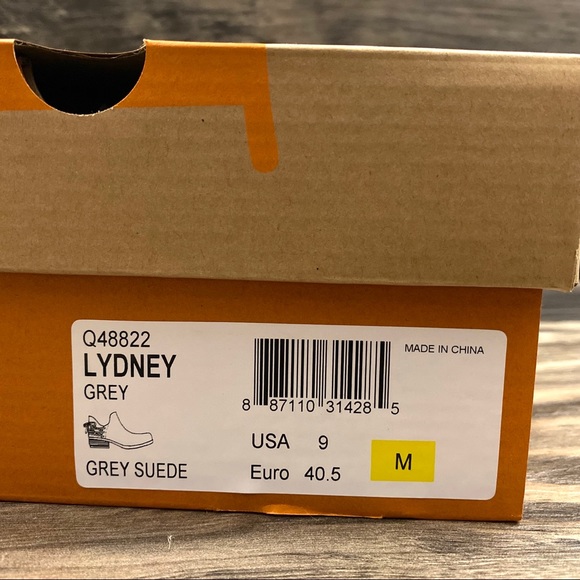 Q48822
LYDNEY
GREY
GREY SUEDE
8 87110 31428 5
MADE IN CHINA
USA 9
Euro 40.5
M